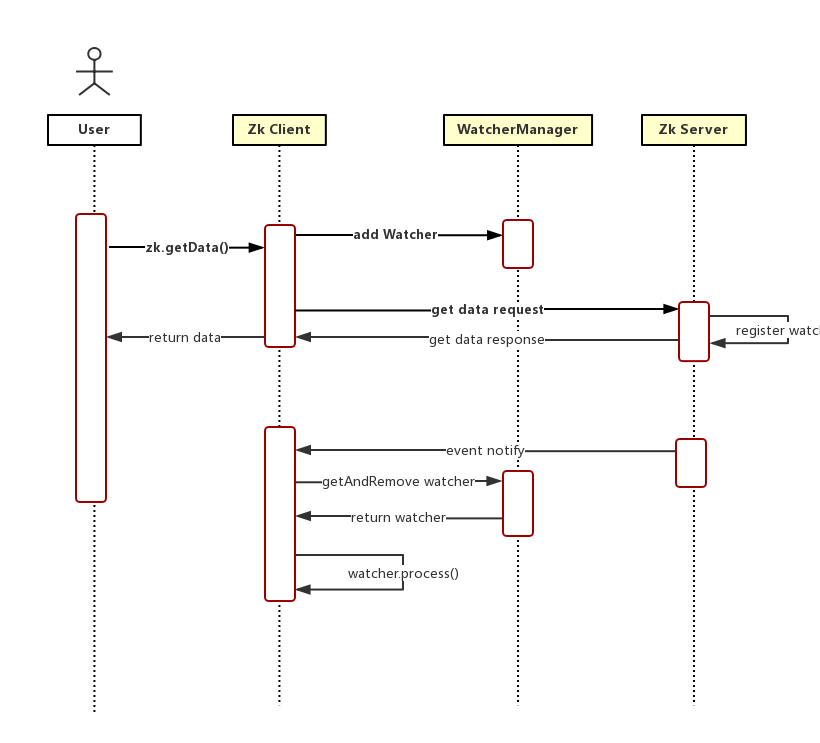 User
Zk Client
WatcherManager
Zk Server
add Watcher
zk.getData()
get data request
register watc
return data
get data response
event notify
getAndRemove watcher
return watcher
watcher.process()